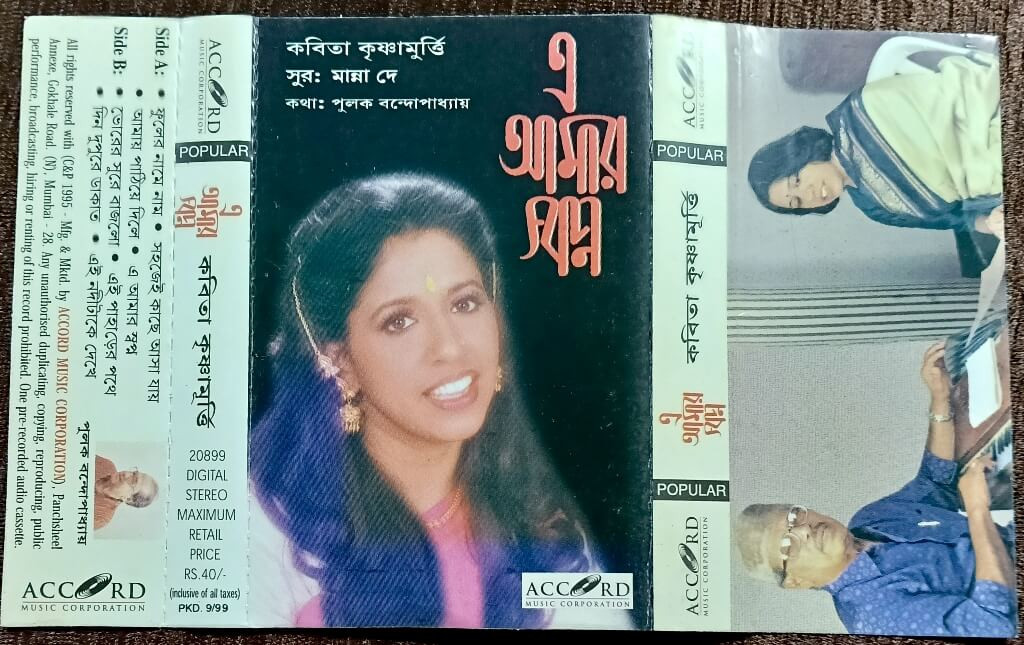 Side A: • ফুলের নামে নাম • সহজেই কাছে আসা যায়
• আমায় পাঠিয়ে দিলে • এ আমার স্বপ্ন
Side B: • ভোরের সুরে বাজলো • এই পাহাড়ের পথে
• দিন দুপুরে ডাকাত • এই নদীটাকে দেখে
পুলক বন্দোপাধ্যায়
All rights reserved with (C&P 1995 - Mfg. & Mktd. by ACCORD MUSIC CORPORATION), Panchsheel
Annexe, Gokhale Road. (N), Mumbai - 28. Any unauthorised duplicating, copying, reproducing, public
performance, broadcasting, hiring or renting of this record prohibited. One pre-recorded audio cassette.
ACCORD
MUSIC CORPORATION
ACCORD
MUSIC CORPORATION
POPULAR
এ
আমার
স্বপ্ন
কবিতা কৃষ্ণামুর্ত্তি
20899
DIGITAL
STEREO
MAXIMUM
RETAIL
PRICE
RS.40/-
(inclusive of all taxes)
PKD. 9/99
কবিতা কৃষ্ণামুর্ত্তি
সুর: মান্না দে
কথা: পুলক বন্দোপাধ্যায়
এ
আমার
স্বপ্ন
ACCORD
MUSIC CORPORATION
ACCORD
MUSIC CORPORATION
POPULAR
কবিতা কৃষ্ণামুর্ত্তি
এ
আমার
স্বপ্ন
POPULAR
ACCORD
MUSIC CORPORATION